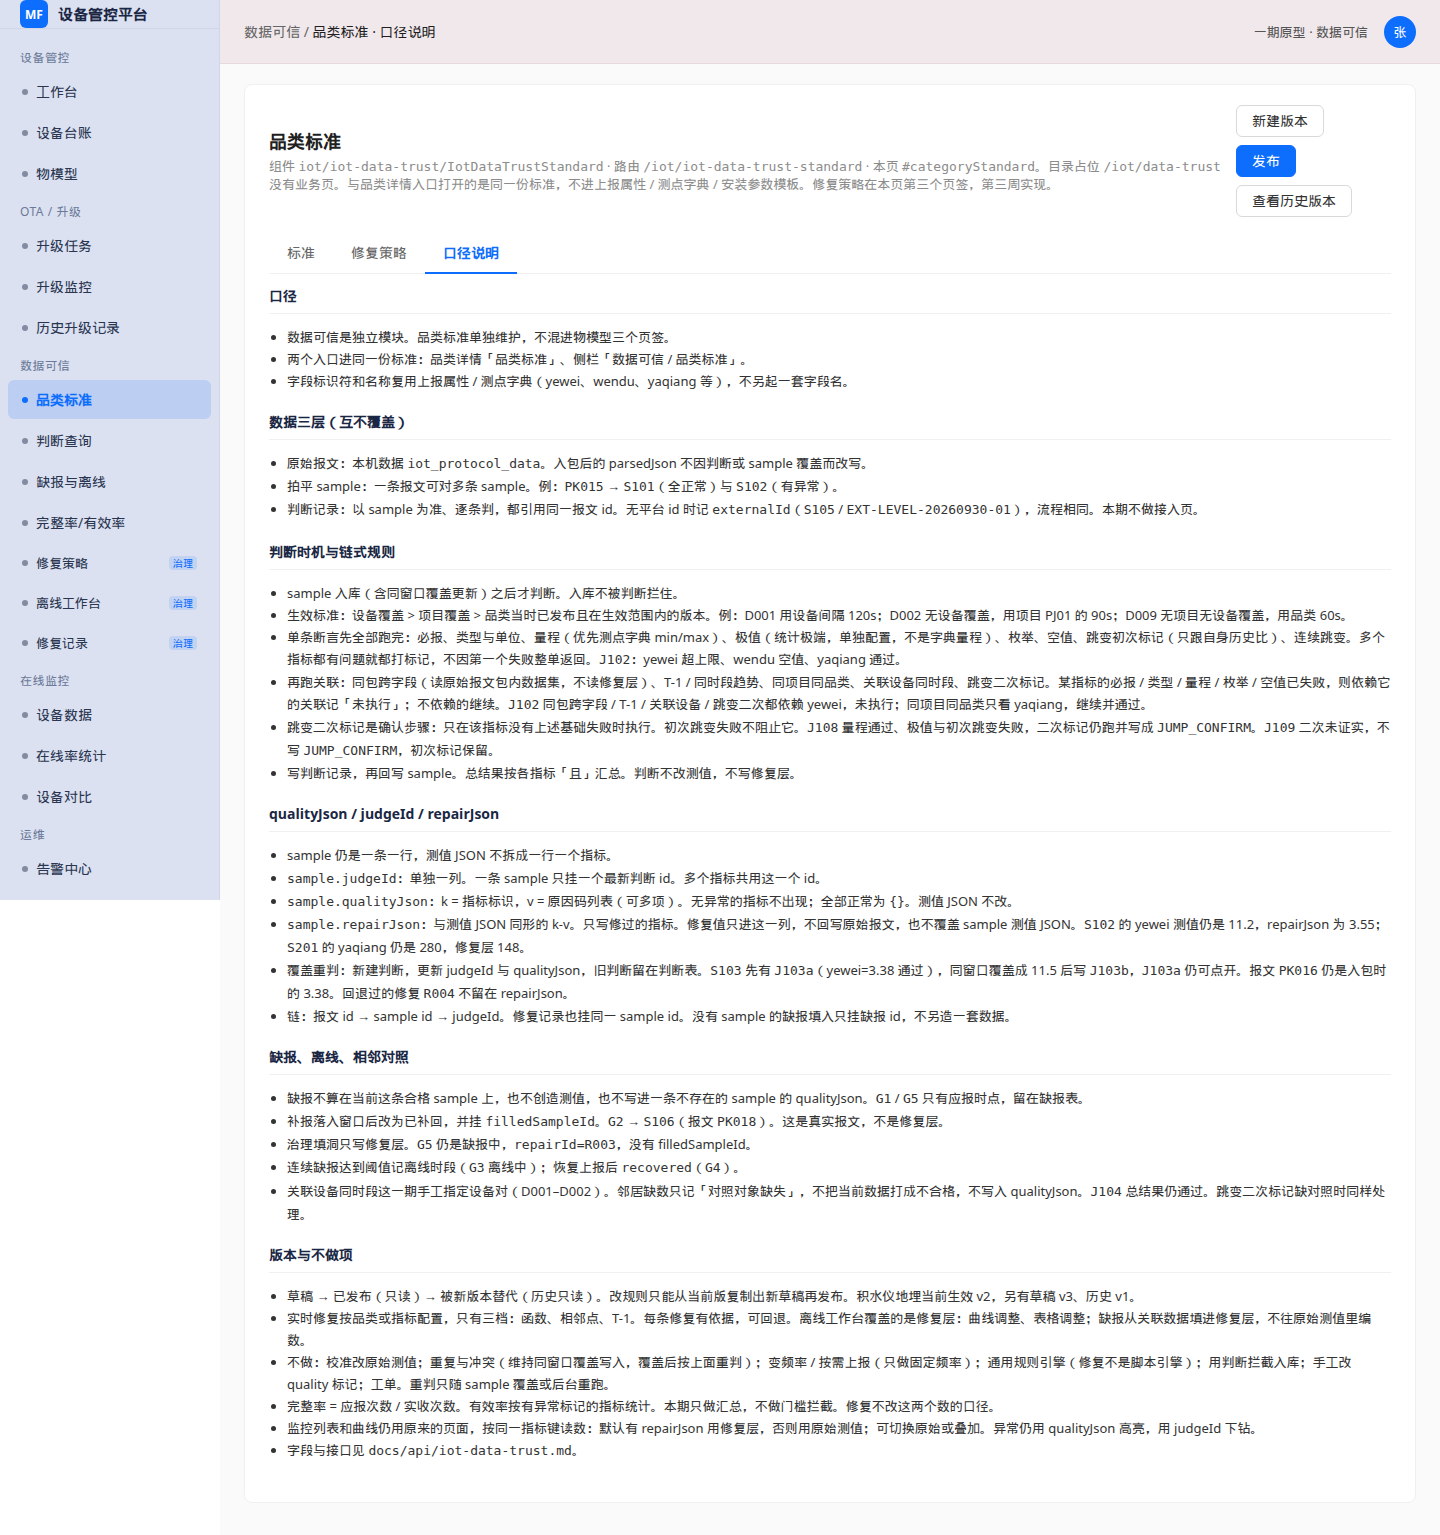 MF 设备管控平台
设备管控
工作台
设备台账
物模型
OTA / 升级
升级任务
升级监控
历史升级记录
数据可信
品类标准
判断查询
缺报与离线
完整率/有效率
修复策略 治理
离线工作台 治理
修复记录 治理
在线监控
设备数据
在线率统计
设备对比
运维
告警中心
数据可信 / 品类标准 · 口径说明
一期原型 · 数据可信 张
品类标准
组件 iot/iot-data-trust/IotDataTrustStandard · 路由 /iot/iot-data-trust-standard · 本页 #categoryStandard。目录占位 /iot/data-trust
没有业务页。与品类详情入口打开的是同一份标准，不进上报属性 / 测点字典 / 安装参数模板。修复策略在本页第三个页签，第三周实现。
新建版本
发布
查看历史版本
标准 修复策略 口径说明
口径
数据可信是独立模块。品类标准单独维护，不混进物模型三个页签。
两个入口进同一份标准：品类详情「品类标准」、侧栏「数据可信 / 品类标准」。
字段标识符和名称复用上报属性 / 测点字典（yewei、wendu、yaqiang 等），不另起一套字段名。
数据三层（互不覆盖）
原始报文：本机数据 iot_protocol_data。入包后的 parsedJson 不因判断或 sample 覆盖而改写。
拍平 sample：一条报文可对多条 sample。例：PK015 → S101（全正常）与 S102（有异常）。
判断记录：以 sample 为准、逐条判，都引用同一报文 id。无平台 id 时记 externalId（S105 / EXT-LEVEL-20260930-01），流程相同。本期不做接入页。
判断时机与链式规则
sample 入库（含同窗口覆盖更新）之后才判断。入库不被判断拦住。
生效标准：设备覆盖 > 项目覆盖 > 品类当时已发布且在生效范围内的版本。例：D001 用设备间隔 120s；D002 无设备覆盖，用项目 PJ01 的 90s；D009 无项目无设备覆盖，用品类 60s。
单条断言先全部跑完：必报、类型与单位、量程（优先测点字典 min/max）、极值（统计极端，单独配置，不是字典量程）、枚举、空值、跳变初次标记（只跟自身历史比）、连续跳变。多个
指标都有问题就都打标记，不因第一个失败整单返回。J102：yewei 超上限、wendu 空值、yaqiang 通过。
再跑关联：同包跨字段（读原始报文包内数据集，不读修复层）、T-1 / 同时段趋势、同项目同品类、关联设备同时段、跳变二次标记。某指标的必报 / 类型 / 量程 / 枚举 / 空值已失败，则依赖它
的关联记「未执行」；不依赖的继续。J102 同包跨字段 / T-1 / 关联设备 / 跳变二次都依赖 yewei，未执行；同项目同品类只看 yaqiang，继续并通过。
跳变二次标记是确认步骤：只在该指标没有上述基础失败时执行。初次跳变失败不阻止它。J108 量程通过、极值与初次跳变失败，二次标记仍跑并写成 JUMP_CONFIRM。J109 二次未证实，不
写 JUMP_CONFIRM，初次标记保留。
写判断记录，再回写 sample。总结果按各指标「且」汇总。判断不改测值，不写修复层。
qualityJson / judgeId / repairJson
sample 仍是一条一行，测值 JSON 不拆成一行一个指标。
sample.judgeId：单独一列。一条 sample 只挂一个最新判断 id。多个指标共用这一个 id。
sample.qualityJson：k = 指标标识，v = 原因码列表（可多项）。无异常的指标不出现；全部正常为 {}。测值 JSON 不改。
sample.repairJson：与测值 JSON 同形的 k-v。只写修过的指标。修复值只进这一列，不回写原始报文，也不覆盖 sample 测值 JSON。S102 的 yewei 测值仍是 11.2，repairJson 为 3.55；
S201 的 yaqiang 仍是 280，修复层 148。
覆盖重判：新建判断，更新 judgeId 与 qualityJson，旧判断留在判断表。S103 先有 J103a（yewei=3.38 通过），同窗口覆盖成 11.5 后写 J103b，J103a 仍可点开。报文 PK016 仍是入包时
的 3.38。回退过的修复 R004 不留在 repairJson。
链：报文 id → sample id → judgeId。修复记录也挂同一 sample id。没有 sample 的缺报填入只挂缺报 id，不另造一套数据。
缺报、离线、相邻对照
缺报不算在当前这条合格 sample 上，也不创造测值，也不写进一条不存在的 sample 的 qualityJson。G1 / G5 只有应报时点，留在缺报表。
补报落入窗口后改为已补回，并挂 filledSampleId。G2 → S106（报文 PK018）。这是真实报文，不是修复层。
治理填洞只写修复层。G5 仍是缺报中，repairId=R003，没有 filledSampleId。
连续缺报达到阈值记离线时段（G3 离线中）；恢复上报后 recovered（G4）。
关联设备同时段这一期手工指定设备对（D001–D002）。邻居缺数只记「对照对象缺失」，不把当前数据打成不合格，不写入 qualityJson。J104 总结果仍通过。跳变二次标记缺对照时同样处
理。
版本与不做项
草稿 → 已发布（只读）→ 被新版本替代（历史只读）。改规则只能从当前版复制出新草稿再发布。积水仪地埋当前生效 v2，另有草稿 v3、历史 v1。
实时修复按品类或指标配置，只有三档：函数、相邻点、T-1。每条修复有依据，可回退。离线工作台覆盖的是修复层：曲线调整、表格调整；缺报从关联数据填进修复层，不往原始测值里编
数。
不做：校准改原始测值；重复与冲突（维持同窗口覆盖写入，覆盖后按上面重判）；变频率 / 按需上报（只做固定频率）；通用规则引擎（修复不是脚本引擎）；用判断拦截入库；手工改
quality 标记；工单。重判只随 sample 覆盖或后台重跑。
完整率 = 应报次数 / 实收次数。有效率按有异常标记的指标统计。本期只做汇总，不做门槛拦截。修复不改这两个数的口径。
监控列表和曲线仍用原来的页面，按同一指标键读数：默认有 repairJson 用修复层，否则用原始测值；可切换原始或叠加。异常仍用 qualityJson 高亮，用 judgeId 下钻。
字段与接口见 docs/api/iot-data-trust.md。